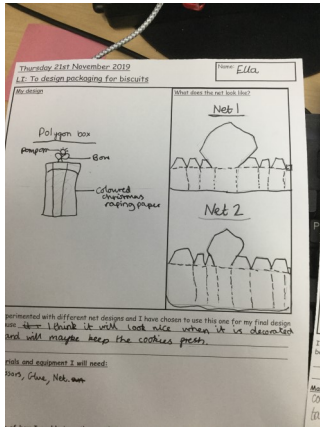 Thursday 21st November 2019
Name: Ella
LI: To design packaging for biscuits
My design
What does the net look like?
Polygon box
Bow
Coloured
christmas
raping paper
Net 1
Net 2
perimented with different net designs and I have chosen to use this one for my final design
I think it will look nice when it is decorated
and will maybe keep the cookies fresh.
rials and equipment I will need:
ssors, Glue, Net.